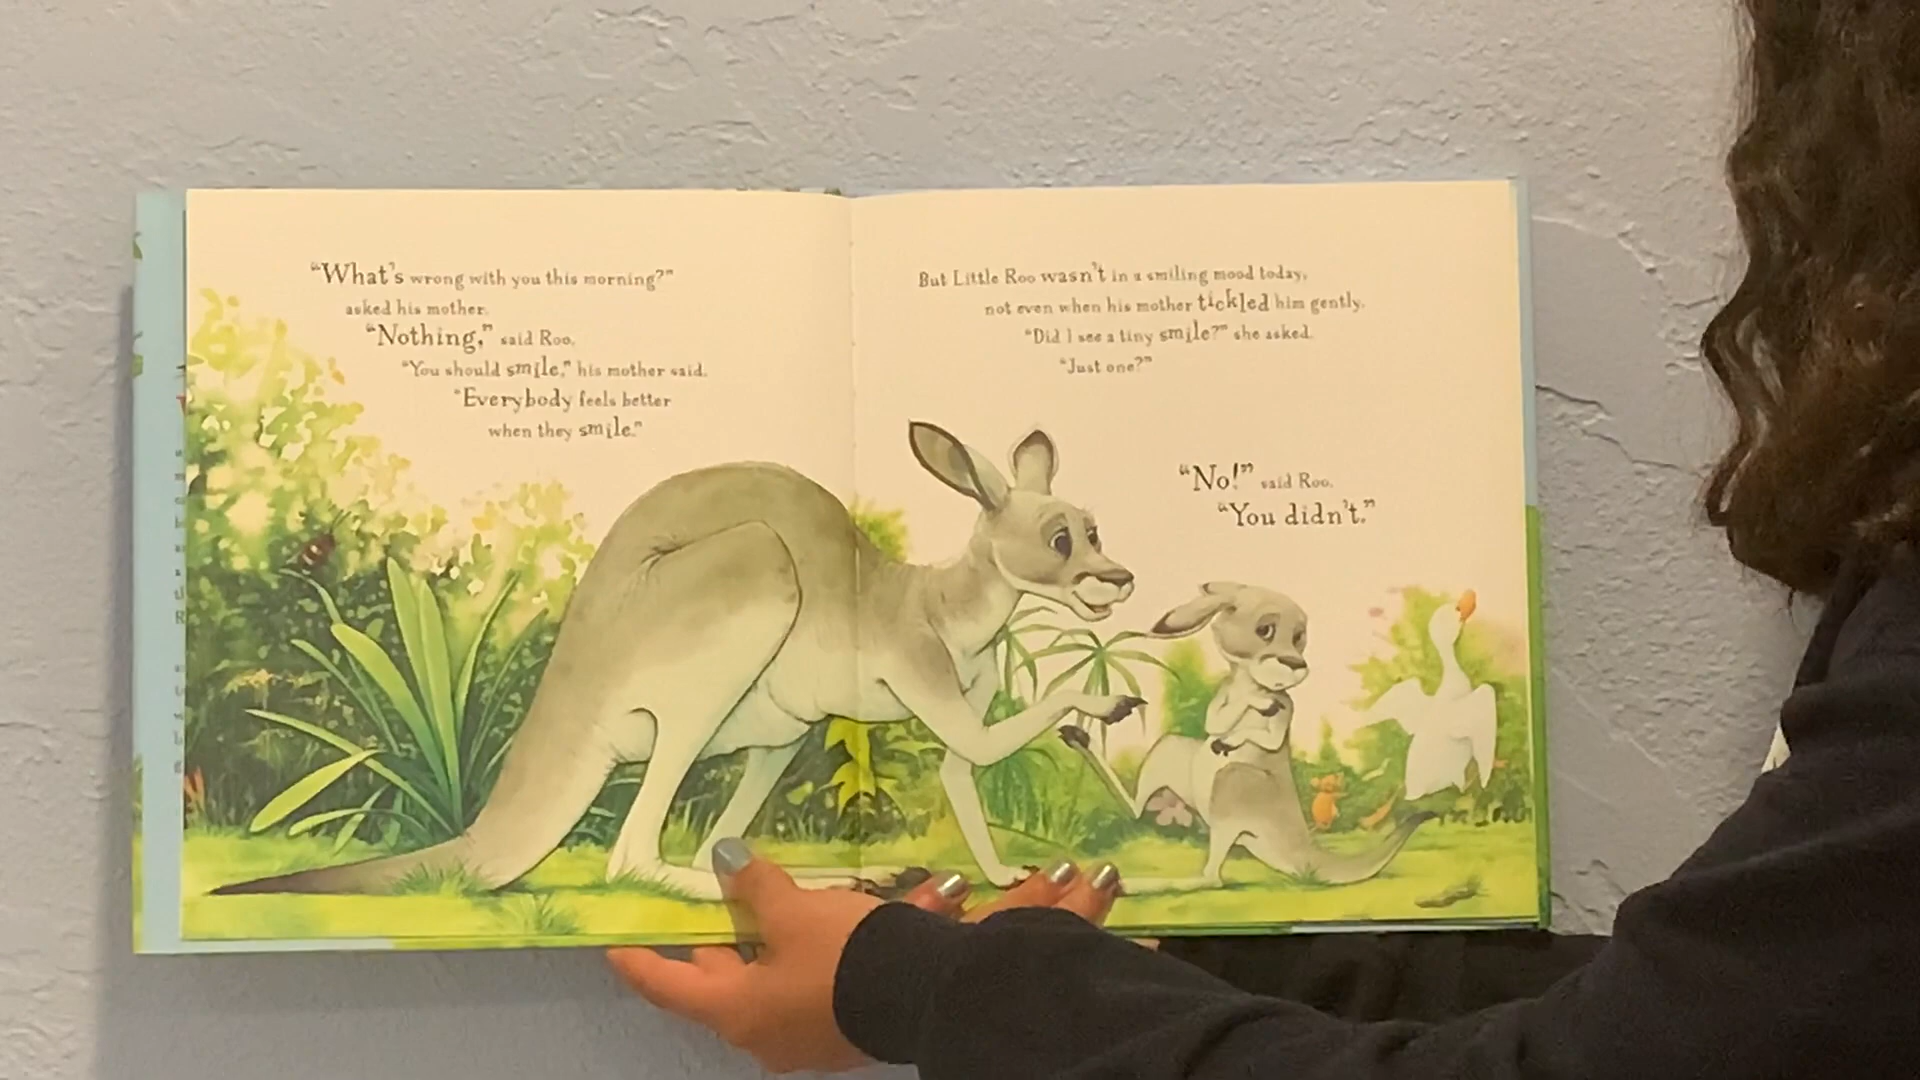 “What’s wrong with you this morning?”
asked his mother.
“Nothing,” said Roo.
“You should smile,” his mother said.
“Everybody feels better
when they smile.”
But Little Roo wasn’t in a smiling mood today,
not even when his mother tickled him gently.
“Did I see a tiny smile?” she asked.
“Just one?”
“No!” said Roo.
“You didn’t.”